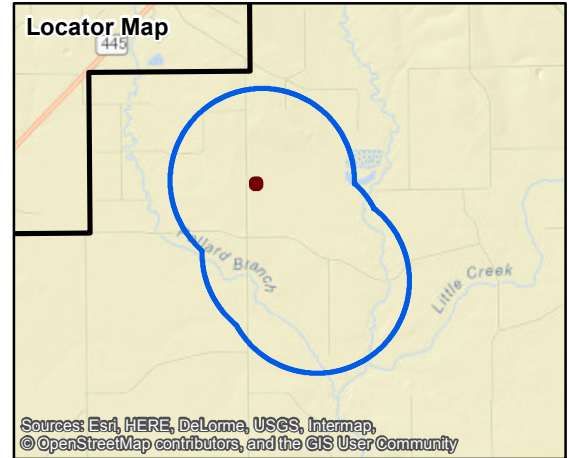 Locator Map
445
Pollard Branch
Little Creek
Sources: Esri, HERE, DeLorme, USGS, Intermap,
© OpenStreetMap contributors, and the GIS User Community